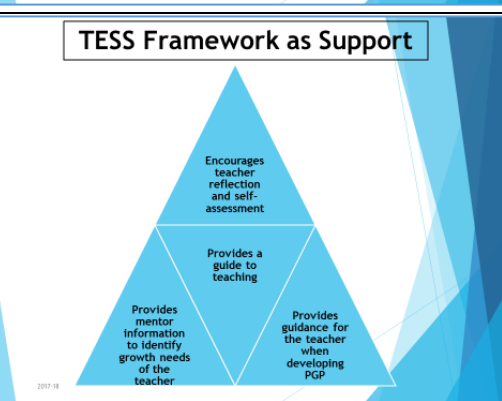 TESS Framework as Support
Encourages
teacher
reflection
and self-
assessment
Provides a
guide to
teaching
Provides
mentor
information
to identify
growth needs
of the
teacher
Provides
guidance for
the teacher
when
developing
PGP
2017-18